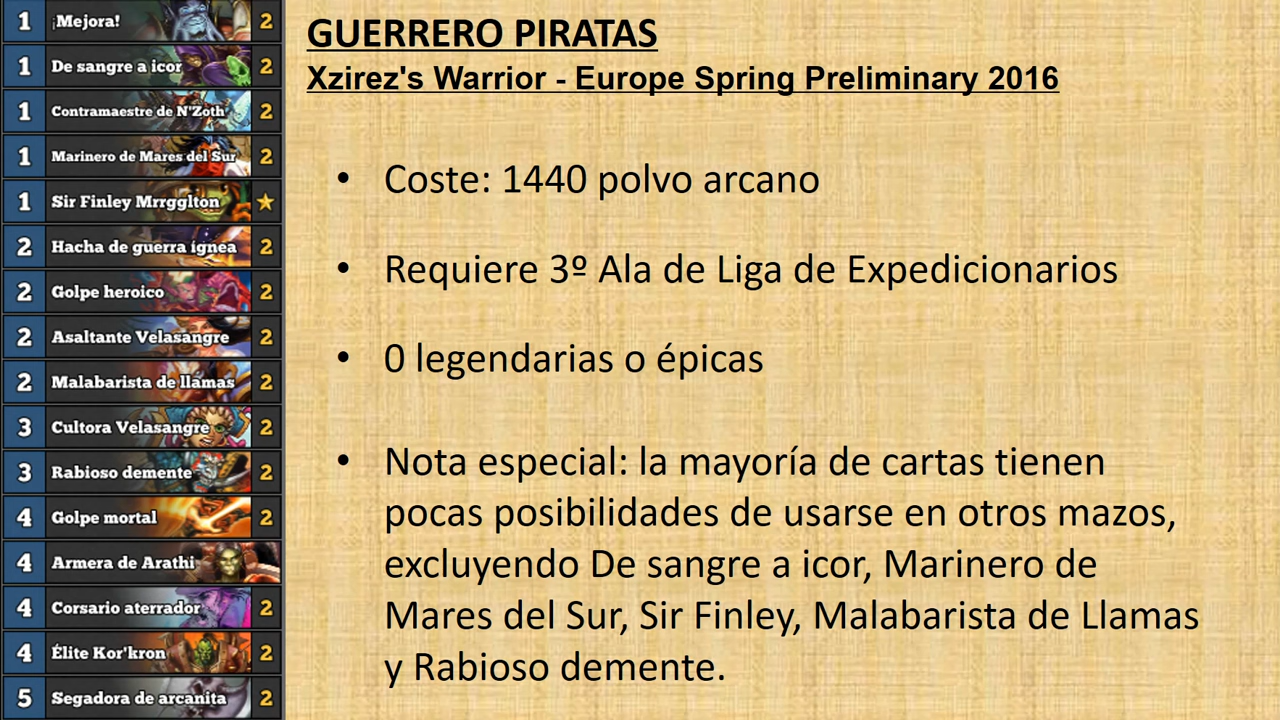 1 ¡Mejora! 2
1 De sangre a icor 2
1 Contramaestre de N'Zoth 2
1 Marinero de Mares del Sur 2
1 Sir Finley Mrrgglton ★
2 Hacha de guerra ígnea 2
2 Golpe heroico 2
2 Asaltante Velasangre 2
2 Malabarista de llamas 2
3 Cultora Velasangre 2
3 Rabioso demente 2
4 Golpe mortal 2
4 Armera de Arathi
4 Corsario aterrador 2
4 Élite Kor'kron 2
5 Segadora de arcanita 2
GUERRERO PIRATAS
Xzirez's Warrior - Europe Spring Preliminary 2016
• Coste: 1440 polvo arcano
• Requiere 3º Ala de Liga de Expedicionarios
• 0 legendarias o épicas
• Nota especial: la mayoría de cartas tienen
pocas posibilidades de usarse en otros mazos,
excluyendo De sangre a icor, Marinero de
Mares del Sur, Sir Finley, Malabarista de Llamas
y Rabioso demente.